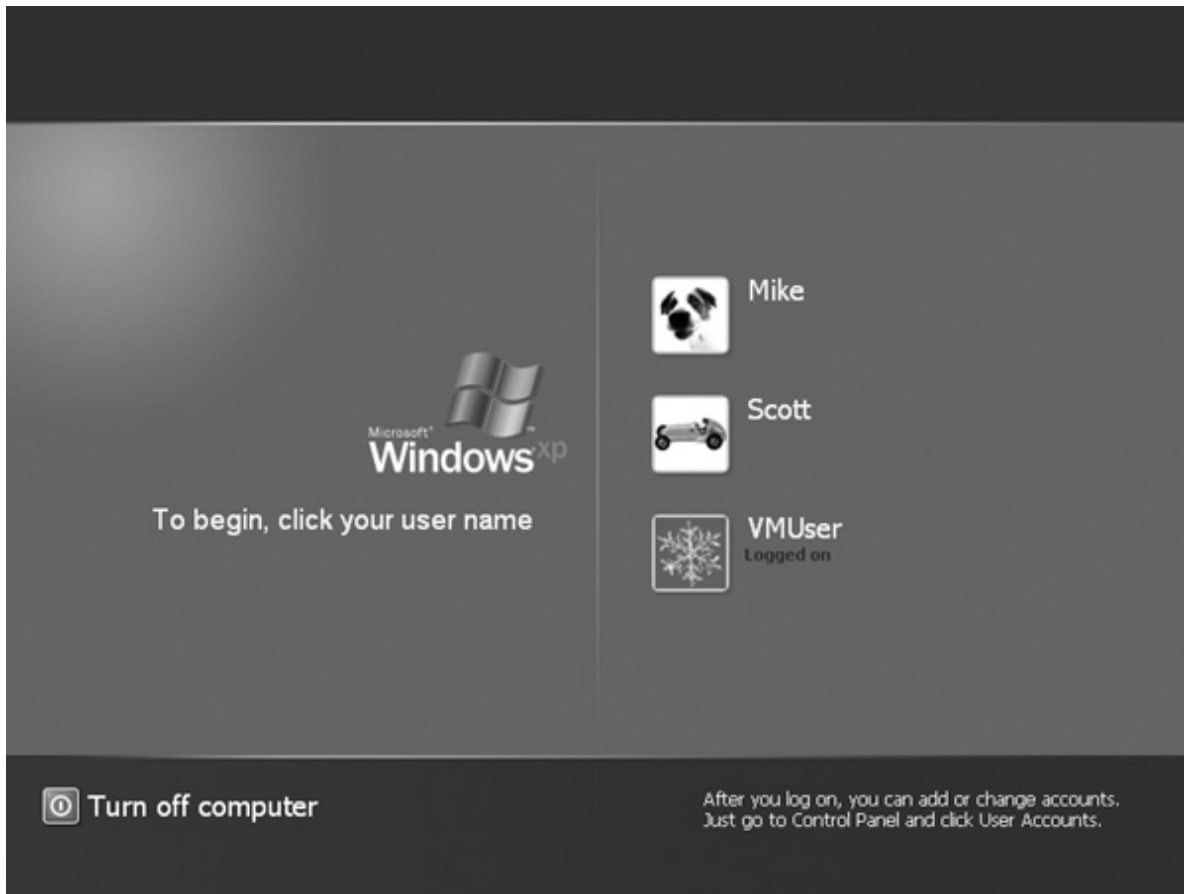 Mike
Scott
Microsoft®
Windows xp
To begin, click your user name
VMUser
Logged on
Turn off computer
After you log on, you can add or change accounts.
Just go to Control Panel and click User Accounts.